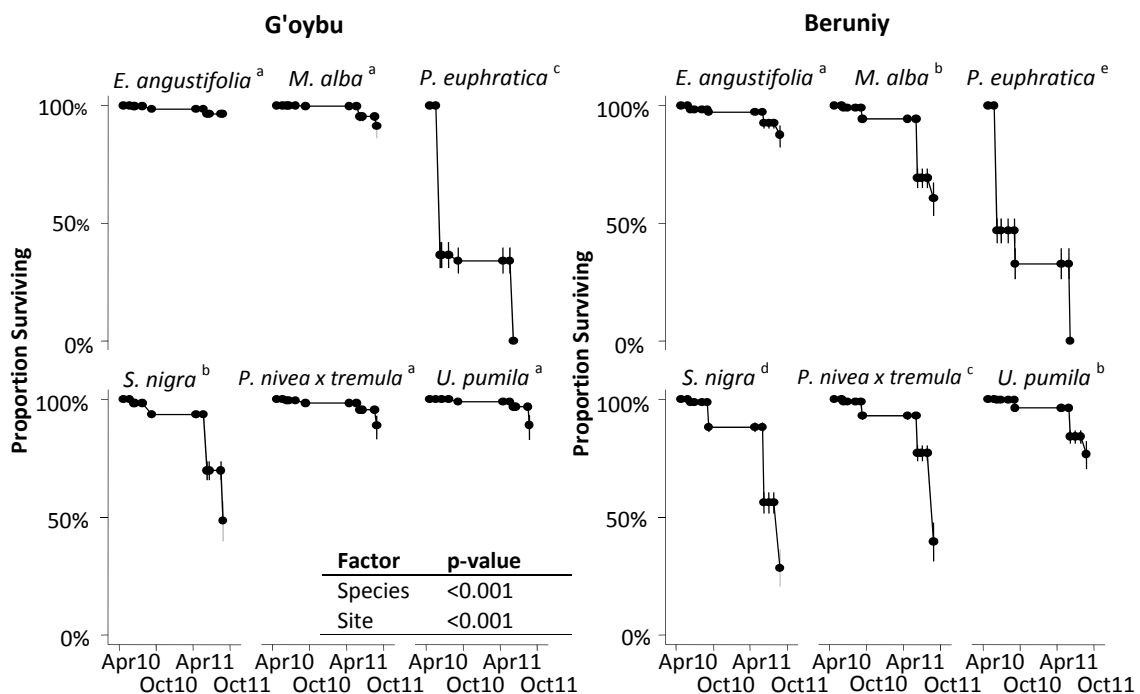 G'oybu
Beruniy
E. angustifolia a
M. alba a
P. euphratica c
E. angustifolia a
M. alba b
P. euphratica e
100%
50%
0%
100%
50%
0%
Proportion Surviving
Proportion Surviving
S. nigra b
P. nivea x tremula a
U. pumila a
S. nigra d
P. nivea x tremula c
U. pumila b
100%
50%
0%
100%
50%
0%
Factor p-value
Species <0.001
Site <0.001
Apr10 Apr11 Apr10 Apr11 Apr10 Apr11
Oct10 Oct11 Oct10 Oct11 Oct10 Oct11
Apr10 Apr11 Apr10 Apr11 Apr10 Apr11
Oct10 Oct11 Oct10 Oct11 Oct10 Oct11